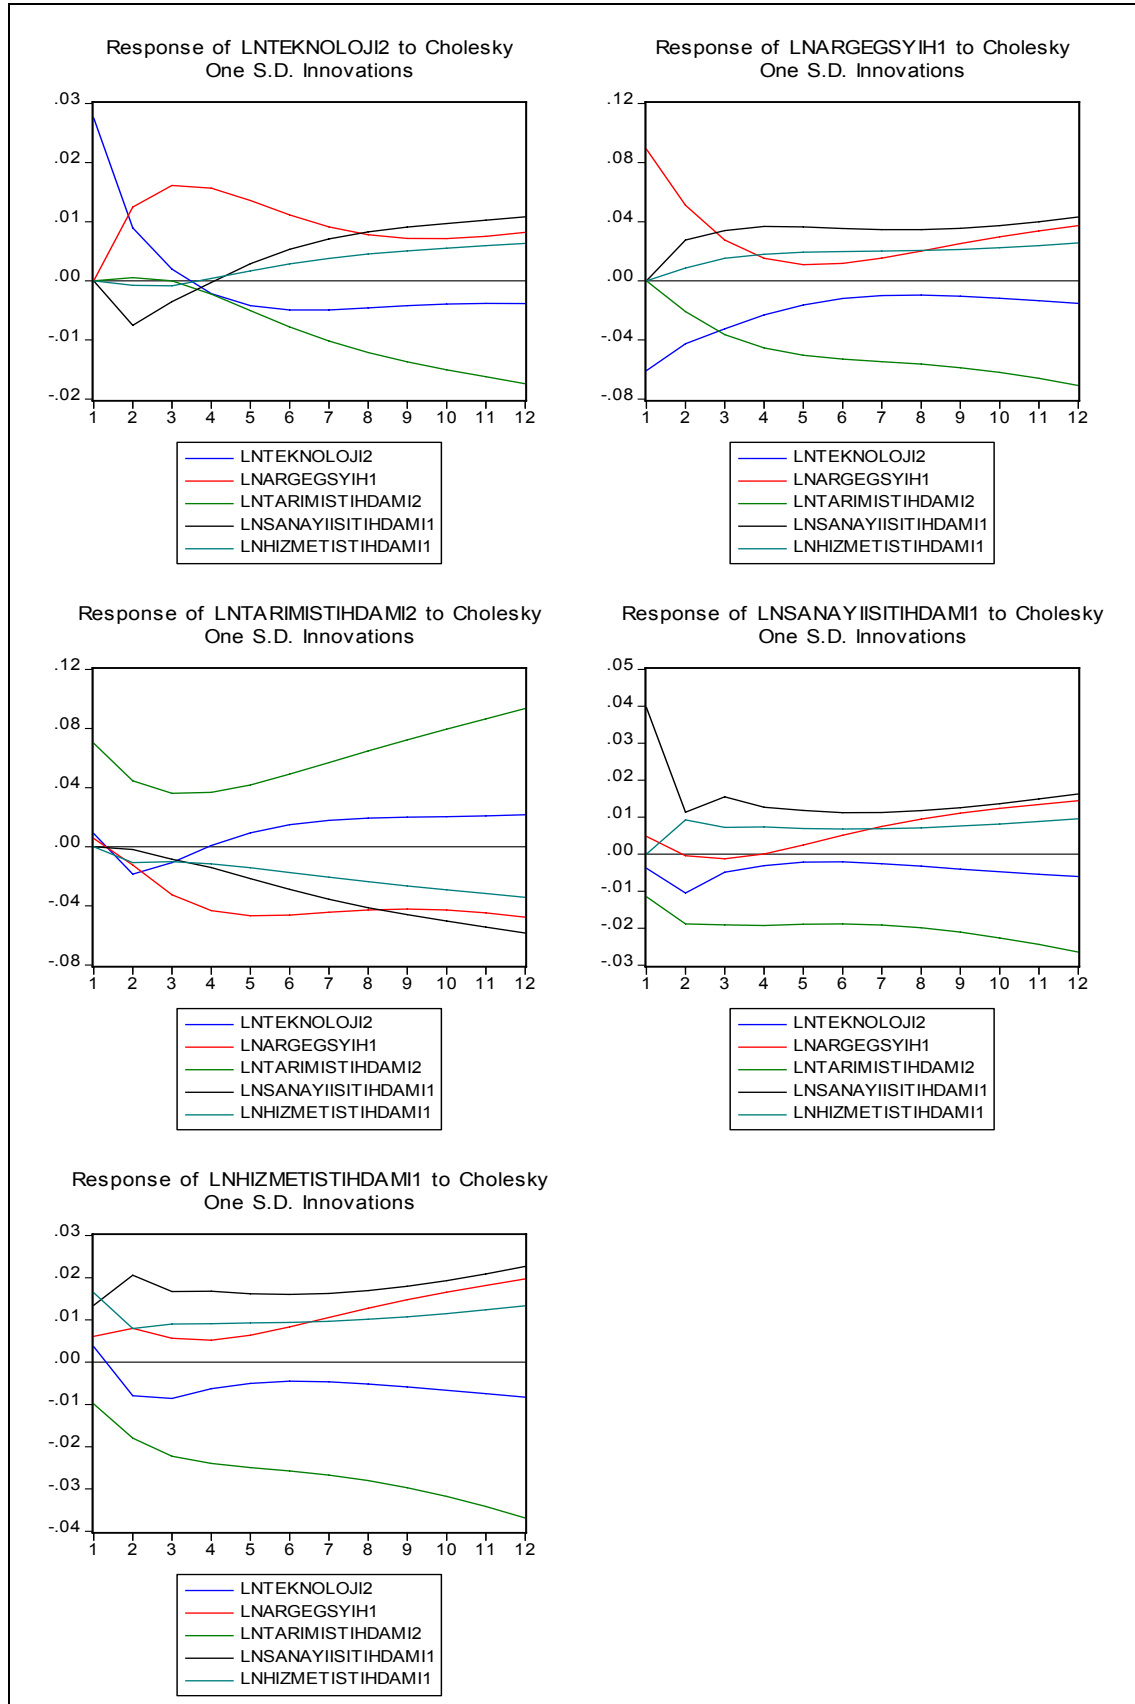 Response of LNTEKNOLOJI2 to Cholesky
One S.D. Innovations
.03
.02
.01
.00
-.01
-.02
1 2 3 4 5 6 7 8 9 10 11 12
LNTEKNOLOJI2
LNARGEGSYIH1
LNTARIMISTIHDAMI2
LNSANAYIISITIHDAMI1
LNHIZMETISTIHDAMI1
Response of LNARGEGSYIH1 to Cholesky
One S.D. Innovations
.12
.08
.04
.00
-.04
-.08
1 2 3 4 5 6 7 8 9 10 11 12
LNTEKNOLOJI2
LNARGEGSYIH1
LNTARIMISTIHDAMI2
LNSANAYIISITIHDAMI1
LNHIZMETISTIHDAMI1
Response of LNTARIMISTIHDAMI2 to Cholesky
One S.D. Innovations
.12
.08
.04
.00
-.04
-.08
1 2 3 4 5 6 7 8 9 10 11 12
LNTEKNOLOJI2
LNARGEGSYIH1
LNTARIMISTIHDAMI2
LNSANAYIISITIHDAMI1
LNHIZMETISTIHDAMI1
Response of LNSANAYIISITIHDAMI1 to Cholesky
One S.D. Innovations
.05
.04
.03
.02
.01
.00
-.01
-.02
-.03
1 2 3 4 5 6 7 8 9 10 11 12
LNTEKNOLOJI2
LNARGEGSYIH1
LNTARIMISTIHDAMI2
LNSANAYIISITIHDAMI1
LNHIZMETISTIHDAMI1
Response of LNHIZMETISTIHDAMI1 to Cholesky
One S.D. Innovations
.03
.02
.01
.00
-.01
-.02
-.03
-.04
1 2 3 4 5 6 7 8 9 10 11 12
LNTEKNOLOJI2
LNARGEGSYIH1
LNTARIMISTIHDAMI2
LNSANAYIISITIHDAMI1
LNHIZMETISTIHDAMI1